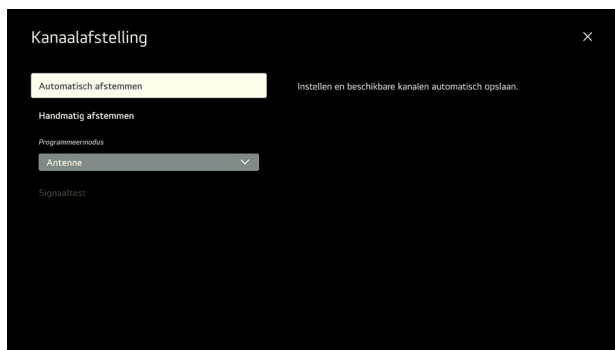 Kanaalafstelling
Automatisch afstemmen
Instellen en beschikbare kanalen automatisch opslaan.
Handmatig afstemmen
Programmeermodus
Antenne
Signaaltest